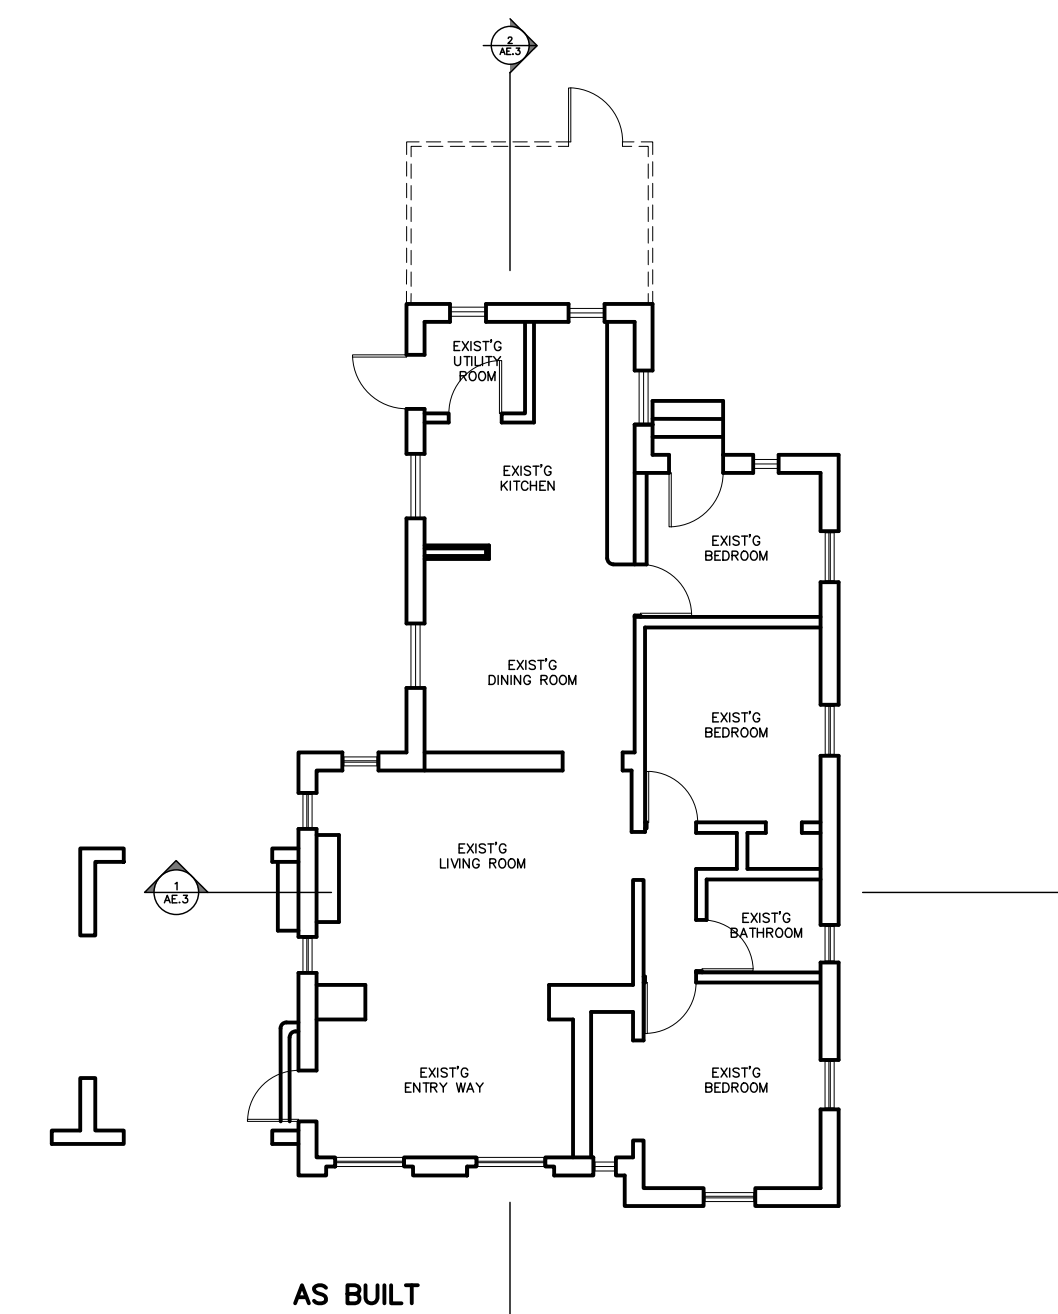 2
AE.3
EXIST'G
UTILITY
ROOM
EXIST'G
KITCHEN
EXIST'G
BEDROOM
EXIST'G
DINING ROOM
EXIST'G
BEDROOM
EXIST'G
LIVING ROOM
1
AE.3
EXIST'G
BATHROOM
EXIST'G
ENTRY WAY
EXIST'G
BEDROOM
AS BUILT